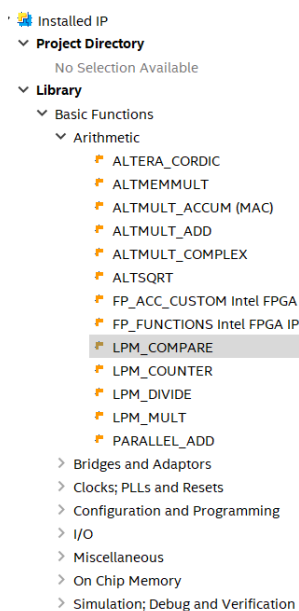 Installed IP
Project Directory
No Selection Available
Library
Basic Functions
Arithmetic
ALTERA_CORDIC
ALTMEMMULT
ALTMULT_ACCUM (MAC)
ALTMULT_ADD
ALTMULT_COMPLEX
ALTSQRT
FP_ACC_CUSTOM Intel FPGA
FP_FUNCTIONS Intel FPGA IP
LPM_COMPARE
LPM_COUNTER
LPM_DIVIDE
LPM_MULT
PARALLEL_ADD
Bridges and Adaptors
Clocks; PLLs and Resets
Configuration and Programming
I/O
Miscellaneous
On Chip Memory
Simulation; Debug and Verification